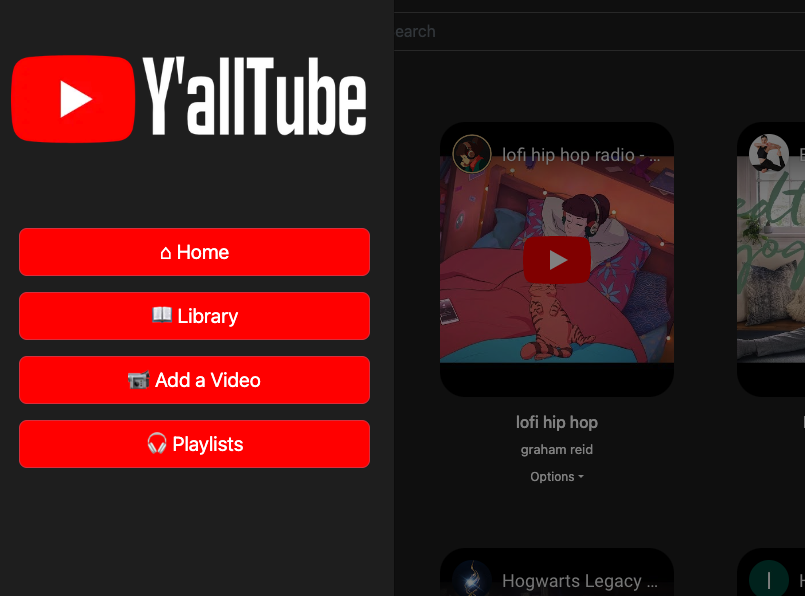 Y'allTube
⌂ Home
📖 Library
📹 Add a Video
🎧 Playlists
earch
lofi hip hop radio - ...
lofi hip hop
graham reid
Options
Hogwarts Legacy ...
I